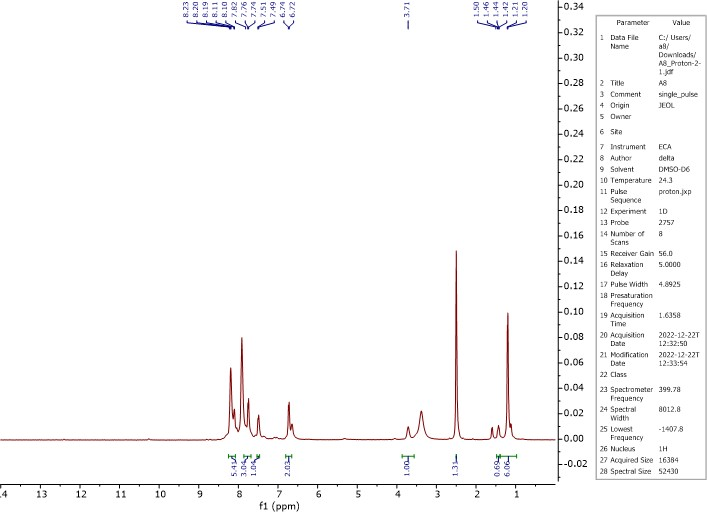 8.23
8.20
8.19
8.11
8.10
7.82
7.76
7.74
7.51
7.49
6.74
6.72
3.71
1.50
1.46
1.44
1.42
1.21
1.20
0.34
0.32
0.30
0.28
0.26
0.24
0.22
0.20
0.18
0.16
0.14
0.12
0.10
0.08
0.06
0.04
0.02
0.00
-0.02
5.41
3.04
1.04
2.03
1.00
1.31
0.69
6.06
14 13 12 11 10 9 8 7 6 5 4 3 2 1
f1 (ppm)
Parameter Value
1 Data File Name C:/ Users/ a8/ Downloads/ A8_Proton-2-1.jdf
2 Title A8
3 Comment single_pulse
4 Origin JEOL
5 Owner
6 Site
7 Instrument ECA
8 Author delta
9 Solvent DMSO-D6
10 Temperature 24.3
11 Pulse Sequence proton.jxp
12 Experiment 1D
13 Probe 2757
14 Number of Scans 8
15 Receiver Gain 56.0
16 Relaxation Delay 5.0000
17 Pulse Width 4.8925
18 Presaturation Frequency
19 Acquisition Time 1.6358
20 Acquisition Date 2022-12-22T 12:32:50
21 Modification Date 2022-12-22T 12:33:54
22 Class
23 Spectrometer Frequency 399.78
24 Spectral Width 8012.8
25 Lowest Frequency -1407.8
26 Nucleus 1H
27 Acquired Size 16384
28 Spectral Size 52430